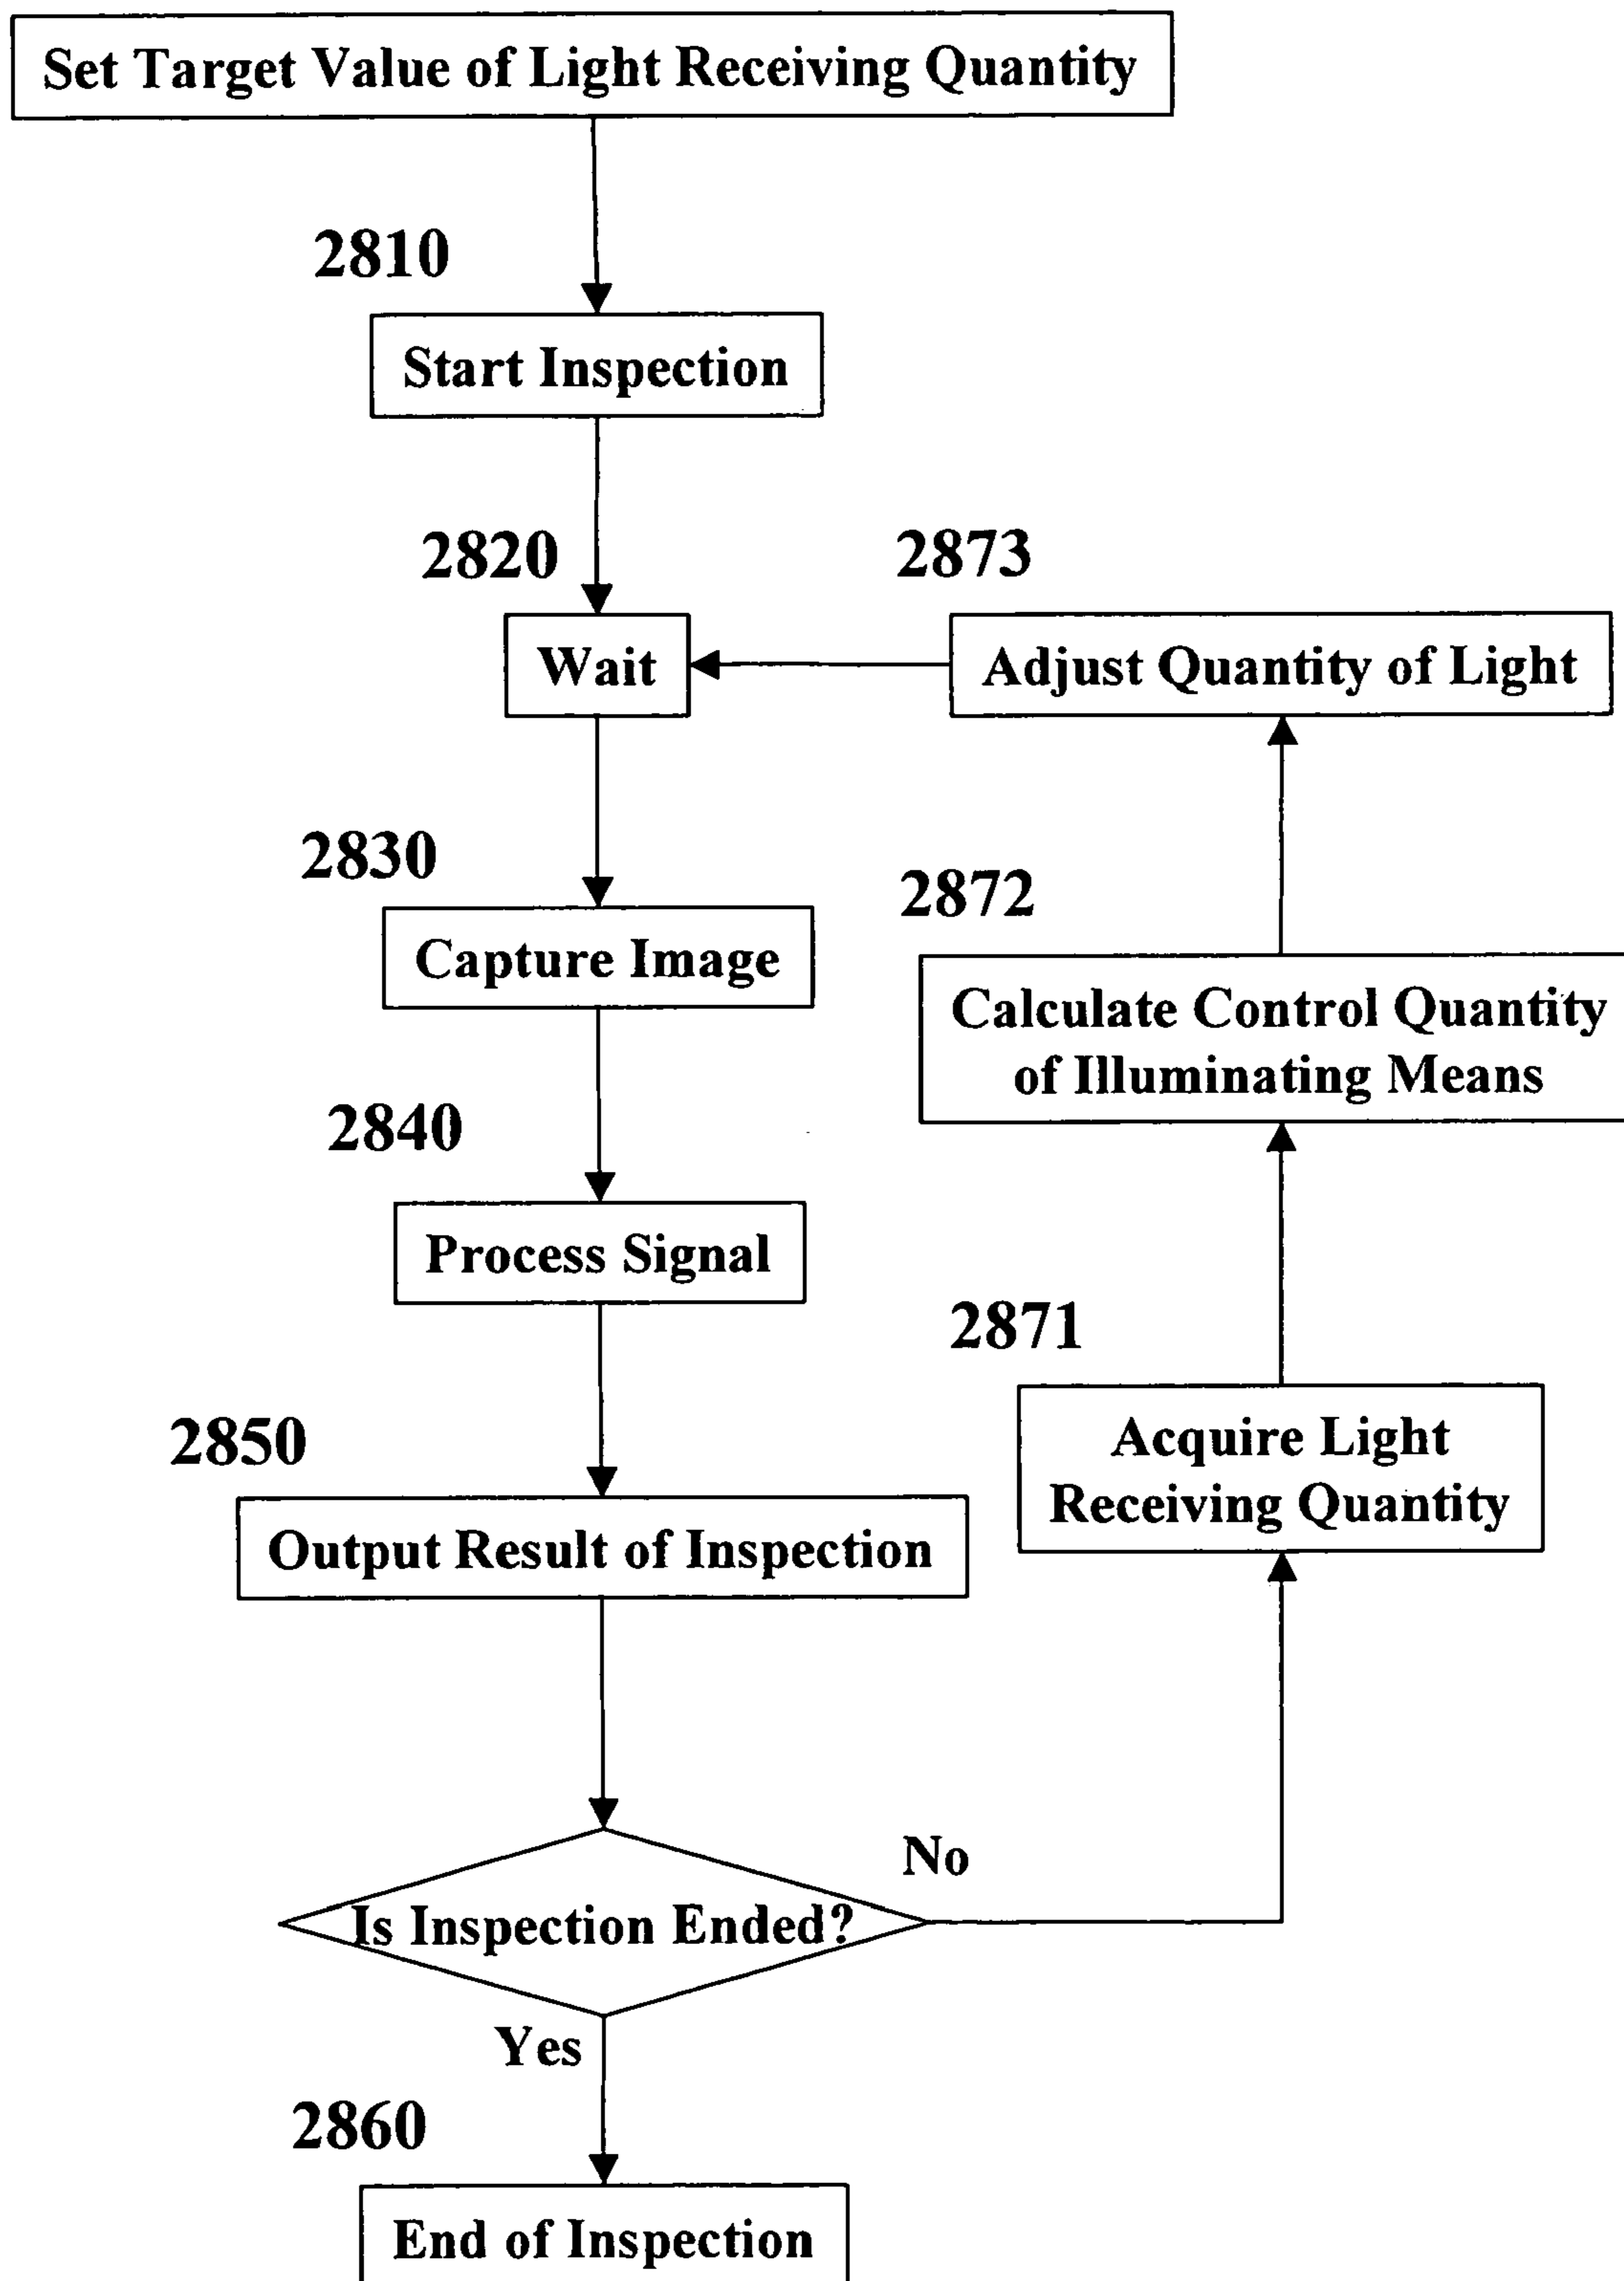 Set Target Value of Light Receiving Quantity
2810
Start Inspection
2820
Wait
2830
Capture Image
2840
Process Signal
2850
Output Result of Inspection
Is Inspection Ended?
No
Yes
2860
End of Inspection
2871
Acquire Light
Receiving Quantity
2872
Calculate Control Quantity
of Illuminating Means
2873
Adjust Quantity of Light